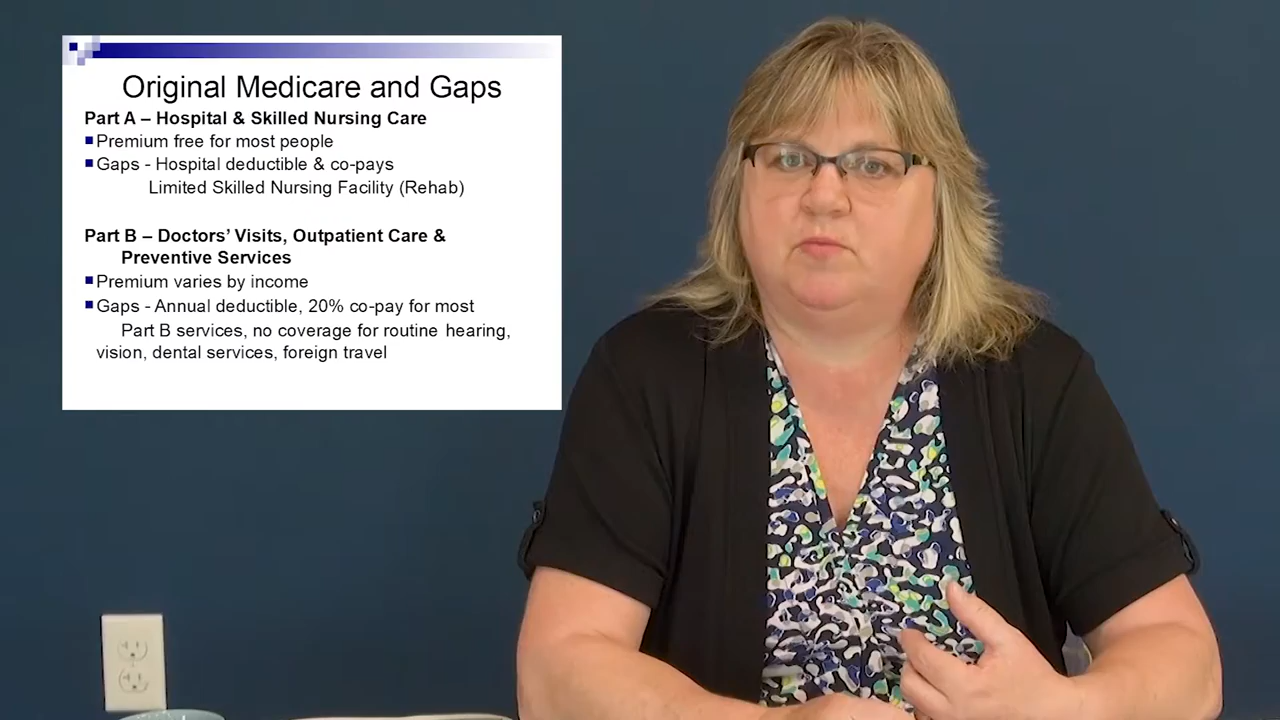 Original Medicare and Gaps
Part A – Hospital & Skilled Nursing Care
Premium free for most people
Gaps - Hospital deductible & co-pays
Limited Skilled Nursing Facility (Rehab)
Part B – Doctors' Visits, Outpatient Care &
Preventive Services
Premium varies by income
Gaps - Annual deductible, 20% co-pay for most
Part B services, no coverage for routine hearing,
vision, dental services, foreign travel